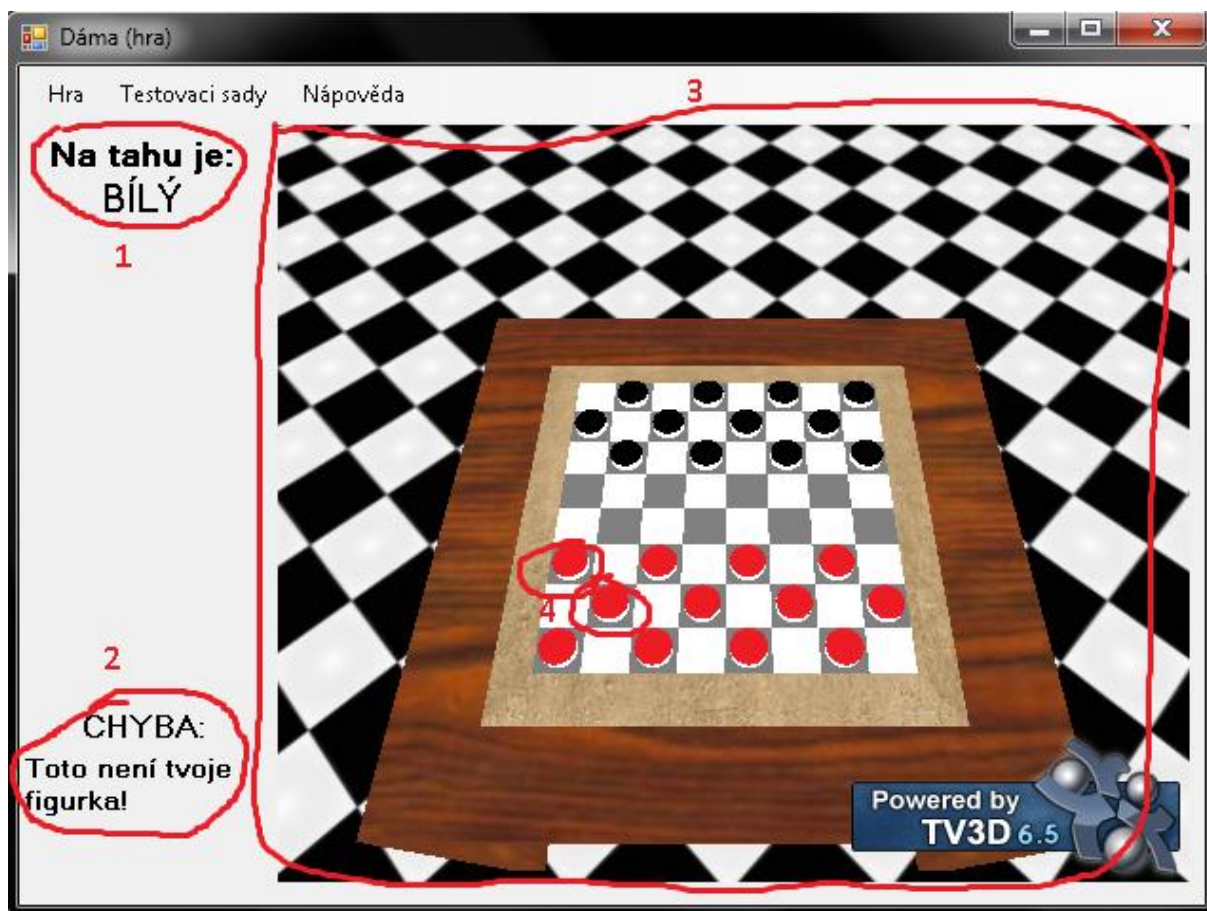 Dáma (hra)
Hra Testovaci sady Nápověda
3
Na tahu je:
BÍLÝ
1
4
2
CHYBA:
Toto není tvoje
figurka!
Powered by
TV3D 6.5